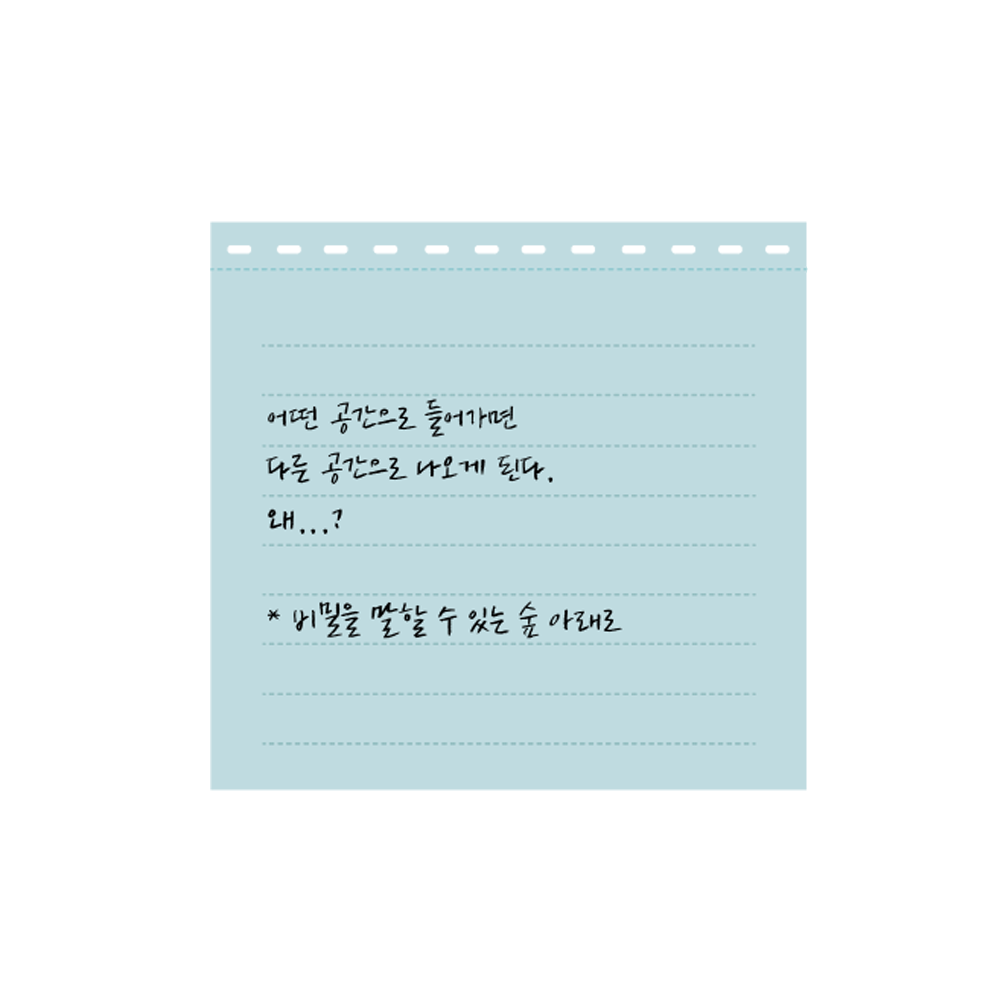 어떤 공간으로 들어가면
다른 공간으로 나오게 된다.
왜...?
* 비밀을 말할 수 있는 숲 아래로